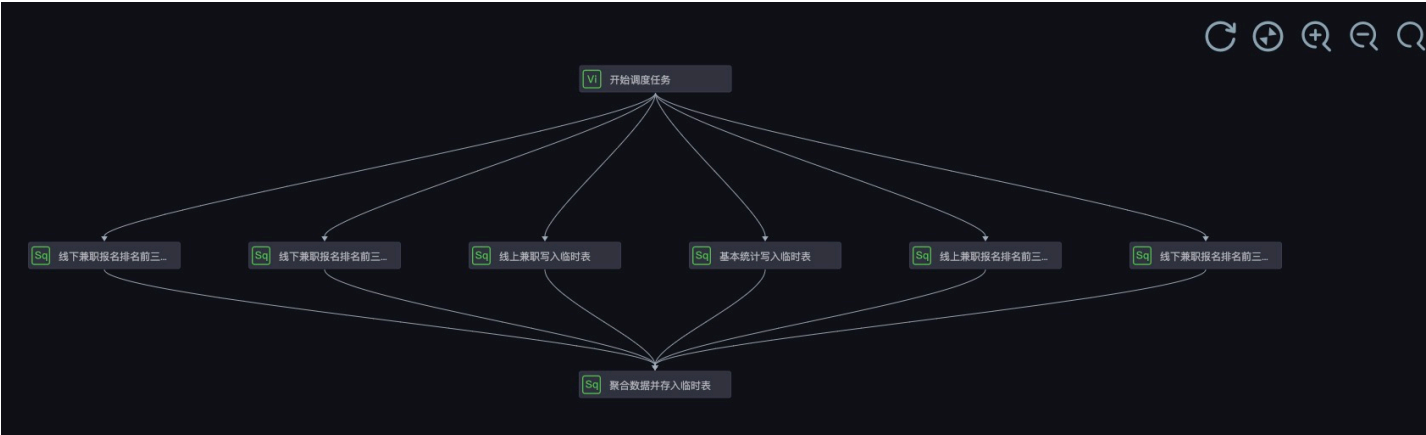 Vi 开始调度任务
Sq 线下兼职报名排名前三...
Sq 线下兼职报名排名前三...
Sq 线上兼职写入临时表
Sq 基本统计写入临时表
Sq 线上兼职报名排名前三...
Sq 线下兼职报名排名前三...
Sq 聚合数据并存入临时表